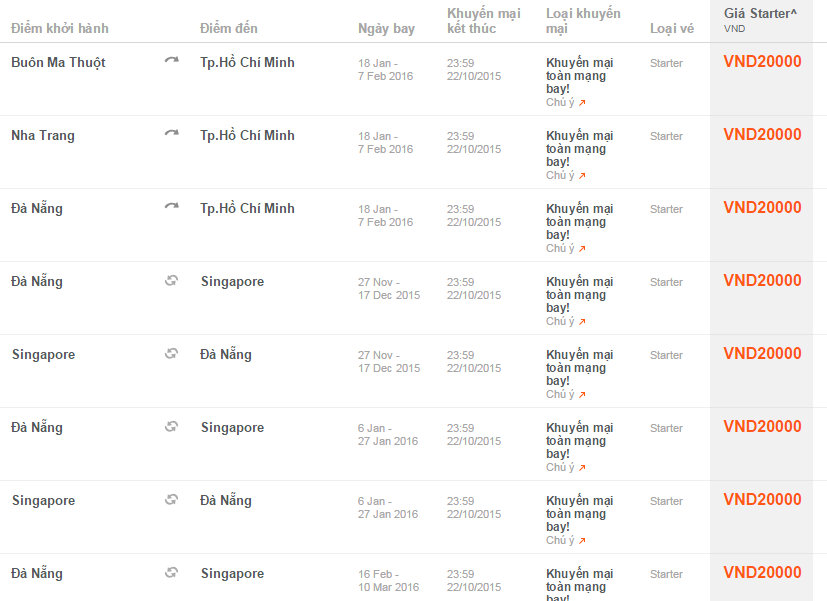 Điểm khởi hành
Điểm đến
Ngày bay
Khuyến mại
kết thúc
Loại khuyến
mại
Loại vé
Giá Starter^
VND
Buôn Ma Thuột
Tp.Hồ Chí Minh
18 Jan -
7 Feb 2016
23:59
22/10/2015
Khuyến mại
toàn mạng
bay!
Chú ý
Starter
VND20000
Nha Trang
Tp.Hồ Chí Minh
18 Jan -
7 Feb 2016
23:59
22/10/2015
Khuyến mại
toàn mạng
bay!
Chú ý
Starter
VND20000
Đà Nẵng
Tp.Hồ Chí Minh
18 Jan -
7 Feb 2016
23:59
22/10/2015
Khuyến mại
toàn mạng
bay!
Chú ý
Starter
VND20000
Đà Nẵng
Singapore
27 Nov -
17 Dec 2015
23:59
22/10/2015
Khuyến mại
toàn mạng
bay!
Chú ý
Starter
VND20000
Singapore
Đà Nẵng
27 Nov -
17 Dec 2015
23:59
22/10/2015
Khuyến mại
toàn mạng
bay!
Chú ý
Starter
VND20000
Đà Nẵng
Singapore
6 Jan -
27 Jan 2016
23:59
22/10/2015
Khuyến mại
toàn mạng
bay!
Chú ý
Starter
VND20000
Singapore
Đà Nẵng
6 Jan -
27 Jan 2016
23:59
22/10/2015
Khuyến mại
toàn mạng
bay!
Chú ý
Starter
VND20000
Đà Nẵng
Singapore
16 Feb -
10 Mar 2016
23:59
22/10/2015
Khuyến mại
toàn mạng
bay!
Starter
VND20000